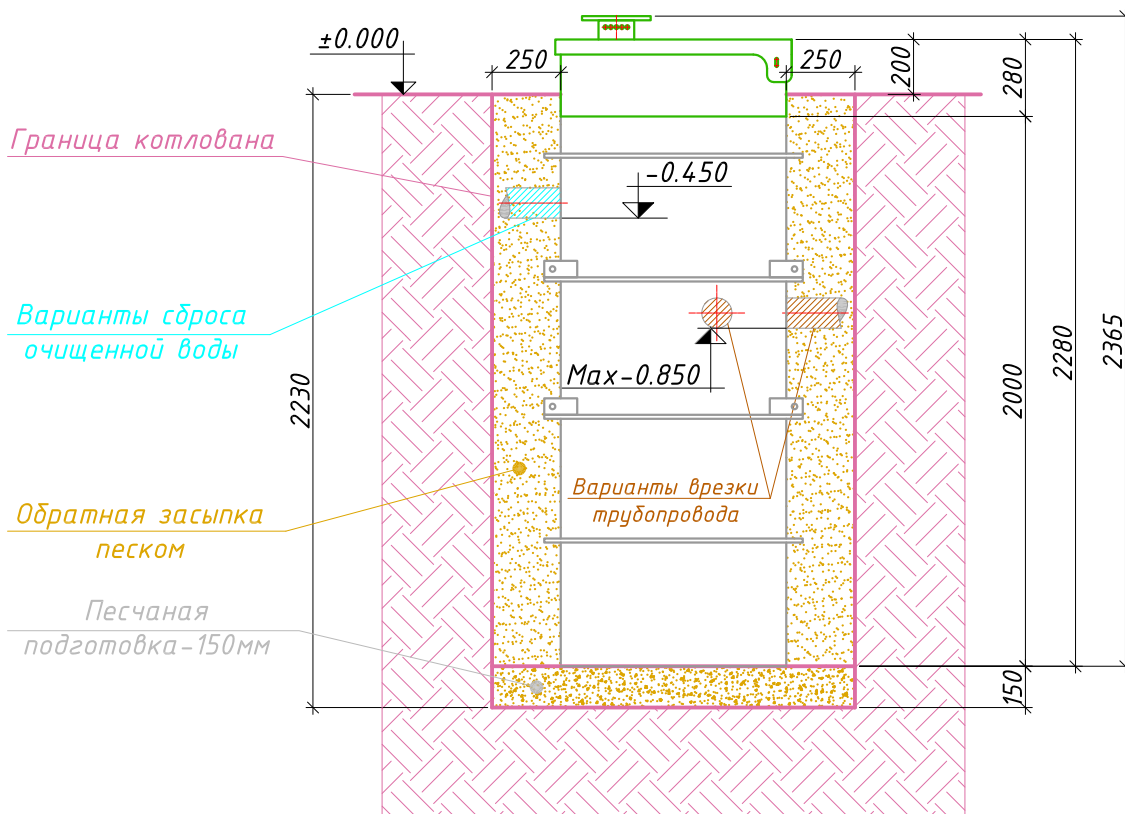 ±0.000
250
250
200
280
Граница котлована
-0.450
Варианты сброса
очищенной воды
2230
Max-0.850
2000
2280
2365
Варианты врезки
трубопровода
Обратная засыпка
песком
Песчаная
подготовка-150мм
150